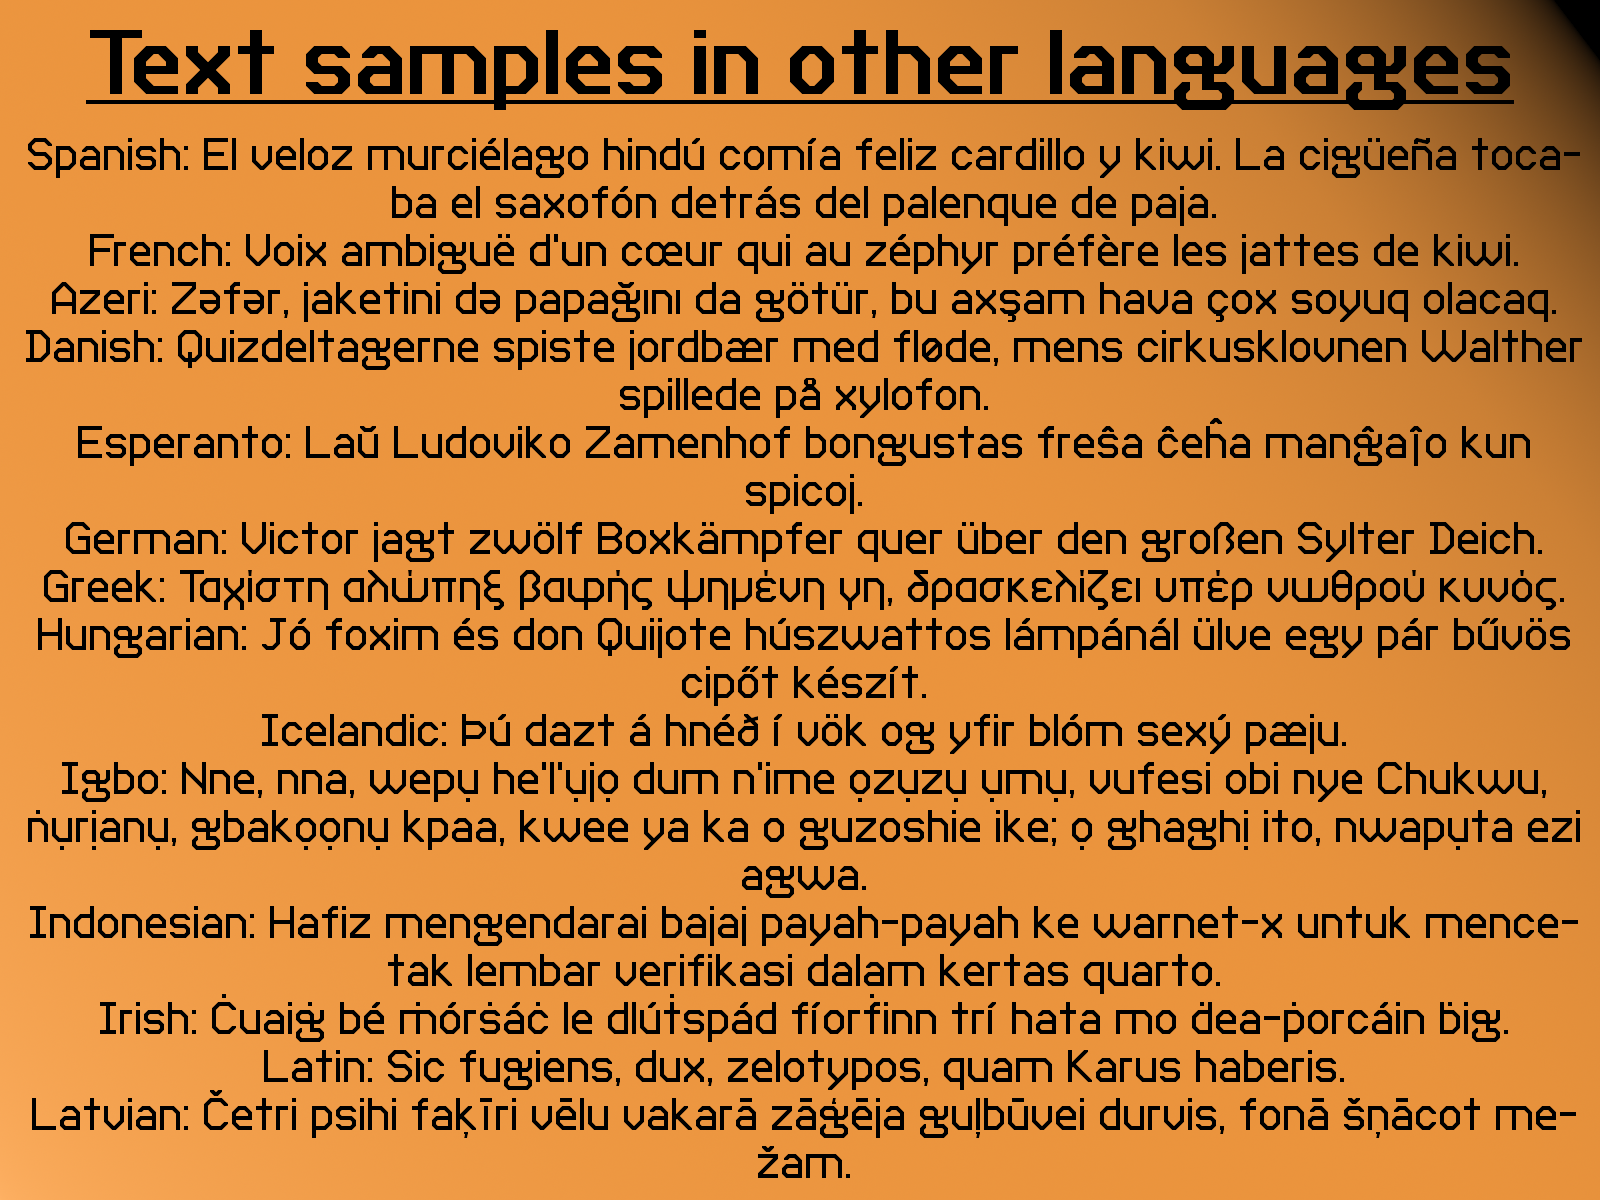 Text samples in other languages
Spanish: El veloz murciélago hindú comía feliz cardillo y kiwi. La cigüeña toca-
ba el saxofón detrás del palenque de paja.
French: Voix ambiguë d'un cœur qui au zéphyr préfère les jattes de kiwi.
Azeri: Zəfər, jaketini də papağını da götür, bu axşam hava çox soyuq olacaq.
Danish: Quizdeltagerne spiste jordbær med fløde, mens cirkusklovnen Walther
spillede på xylofon.
Esperanto: Laŭ Ludoviko Zamenhof bongustas freŝa ĉeĥa manĝaĵo kun
spicoj.
German: Victor jagt zwölf Boxkämpfer quer über den großen Sylter Deich.
Greek: Ταχίστη αλώπηξ βαφής ψημένη γη, δρασκελίζει υπέρ νωθρού κυνός.
Hungarian: Jó foxim és don Quijote húszwattos lámpánál ülve egy pár bűvös
cipőt készít.
Icelandic: Þú dazt á hnéð í vök og yfir blóm sexý pæju.
Igbo: Nne, nna, wepụ he'l'ụjọ dum n'ime ọzụzụ ụmụ, vufesi obi nye Chukwu,
ṅụrịanụ, gbakọọnụ kpaa, kwee ya ka o guzoshie ike; ọ ghaghị ito, nwapụta ezi
agwa.
Indonesian: Hafiz mengendarai bajaj payah-payah ke warnet-x untuk mence-
tak lembar verifikasi dalam kertas quarto.
Irish: Ċuaiġ bé ṁórṡáċ le dlúṫspád fíorḟinn trí hata mo ḋea-ṗorcáin ḃig.
Latin: Sic fugiens, dux, zelotypos, quam Karus haberis.
Latvian: Četri psihi faķīri vēlu vakarā zāģēja guļbūvei durvis, fonā šņācot me-
žam.